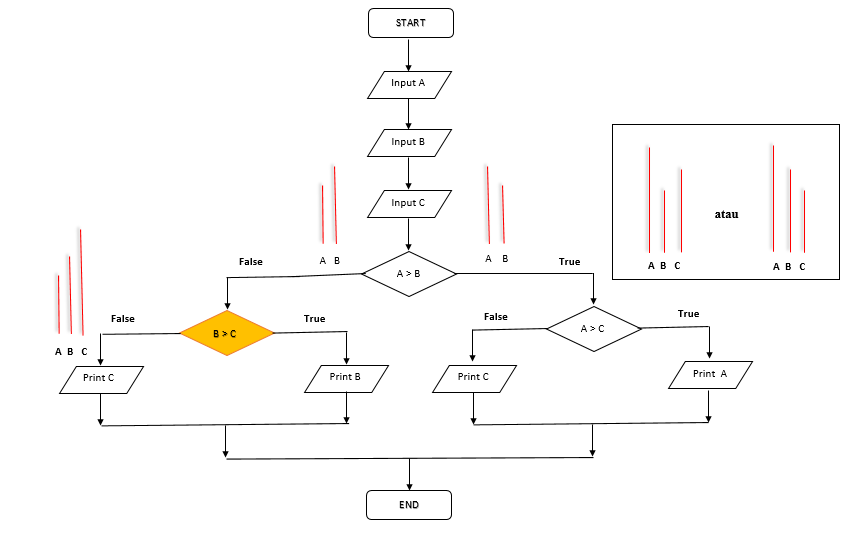 START
Input A
Input B
Input C
A B
A B
A > B
False
True
A B C
atau
A B C
False
B > C
True
False
A > C
True
A B C
Print C
Print B
Print C
Print A
END